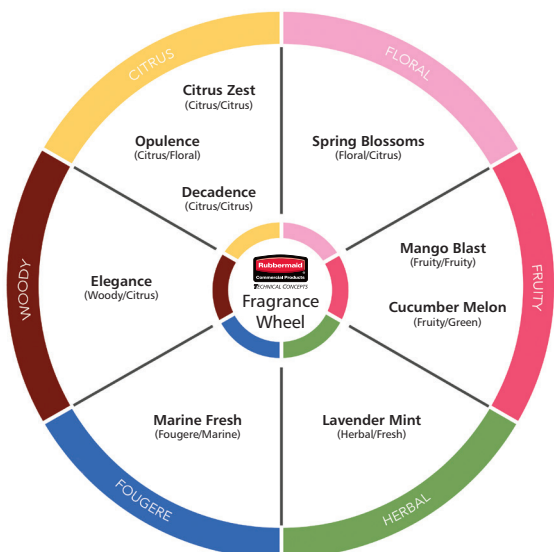 CITRUS
FLORAL
Citrus Zest
(Citrus/Citrus)
Opulence
(Citrus/Floral)
Decadence
(Citrus/Citrus)
Spring Blossoms
(Floral/Citrus)
Mango Blast
(Fruity/Fruity)
Cucumber Melon
(Fruity/Green)
FRUITY
WOODY
Elegance
(Woody/Citrus)
Rubbermaid
Commercial Products
TECHNICAL CONCEPTS
Fragrance
Wheel
Marine Fresh
(Fougere/Marine)
Lavender Mint
(Herbal/Fresh)
FOUGERE
HERBAL